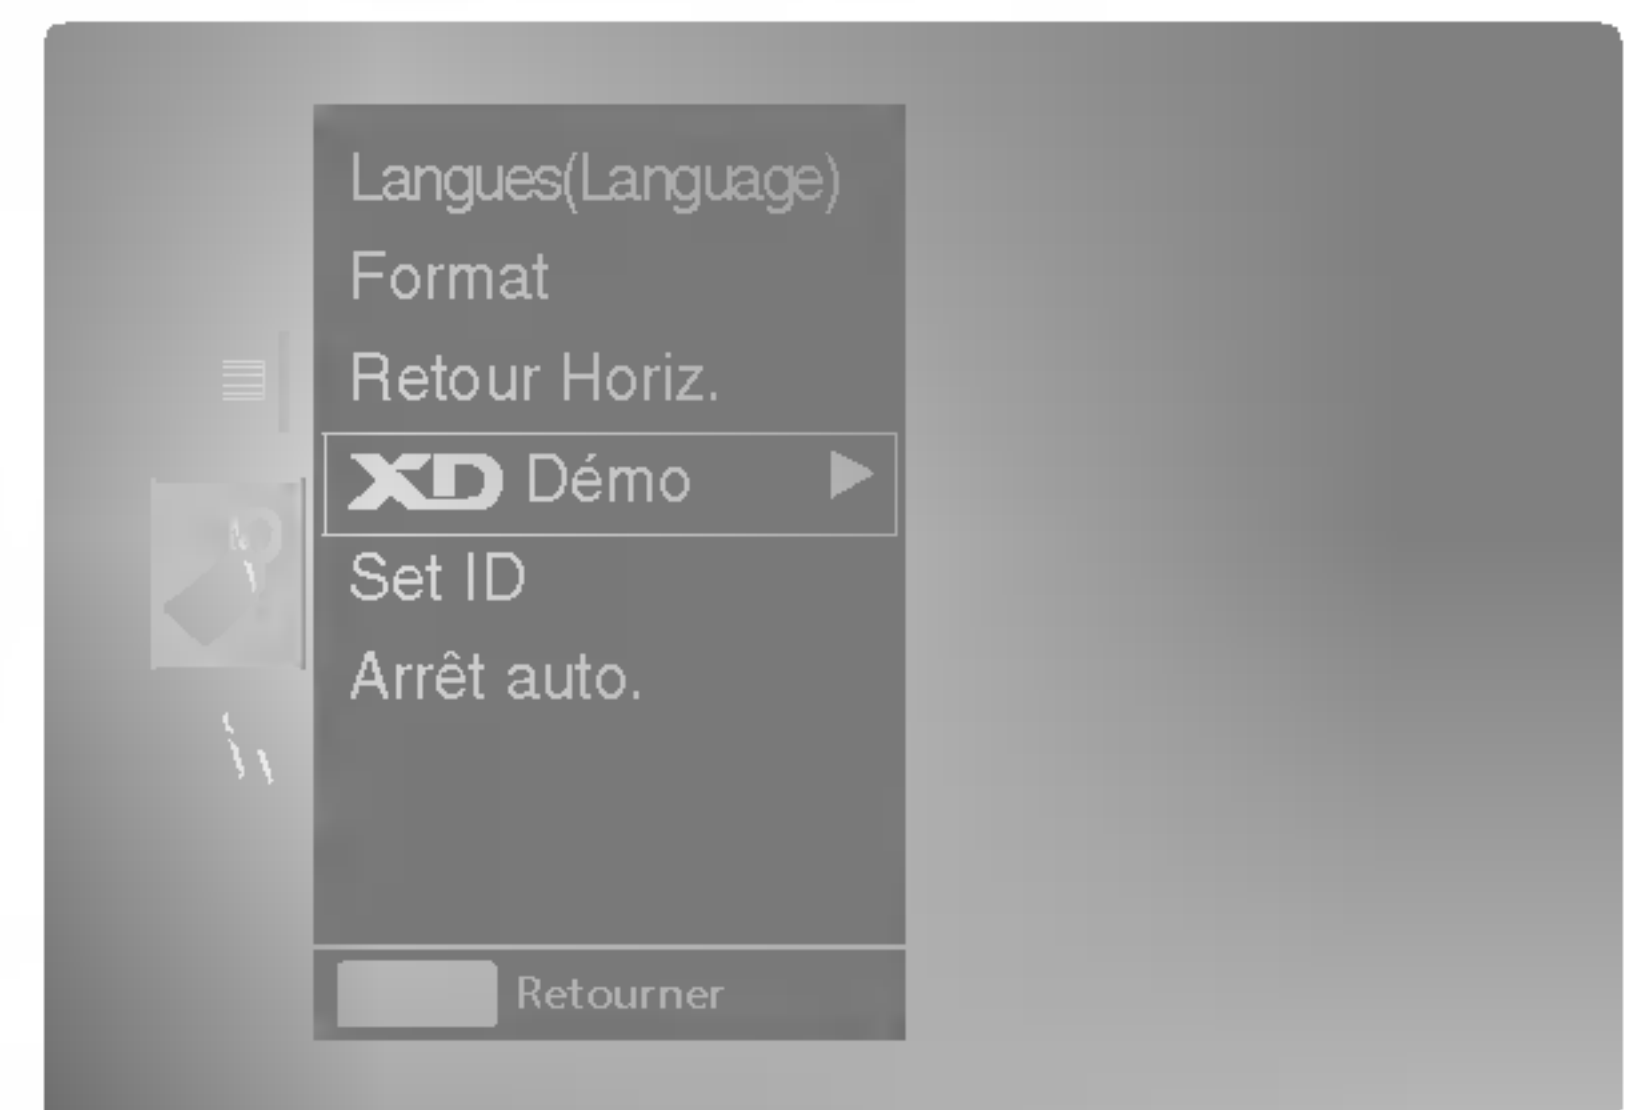 Langues(Language)
Format
Retour Horiz.
XD Démo
Set ID
Arrêt auto.
Retourner